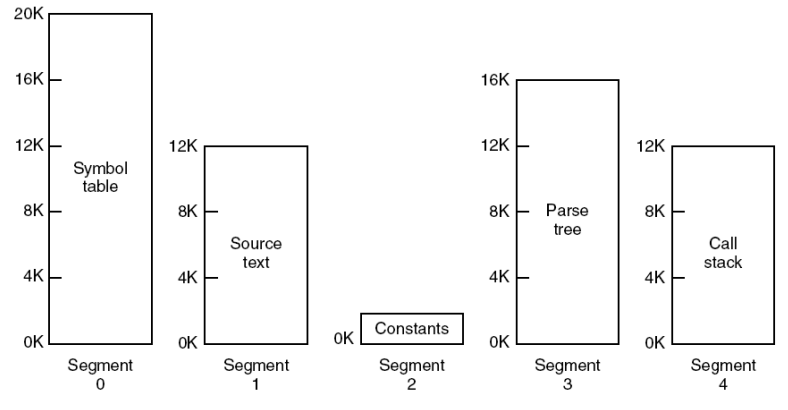 20K
16K
12K
Symbol
table
8K
4K
0K
Segment
0
12K
8K
Source
text
4K
0K
Segment
1
Constants
0K
Segment
2
16K
12K
8K
Parse
tree
4K
0K
Segment
3
12K
8K
Call
stack
4K
0K
Segment
4